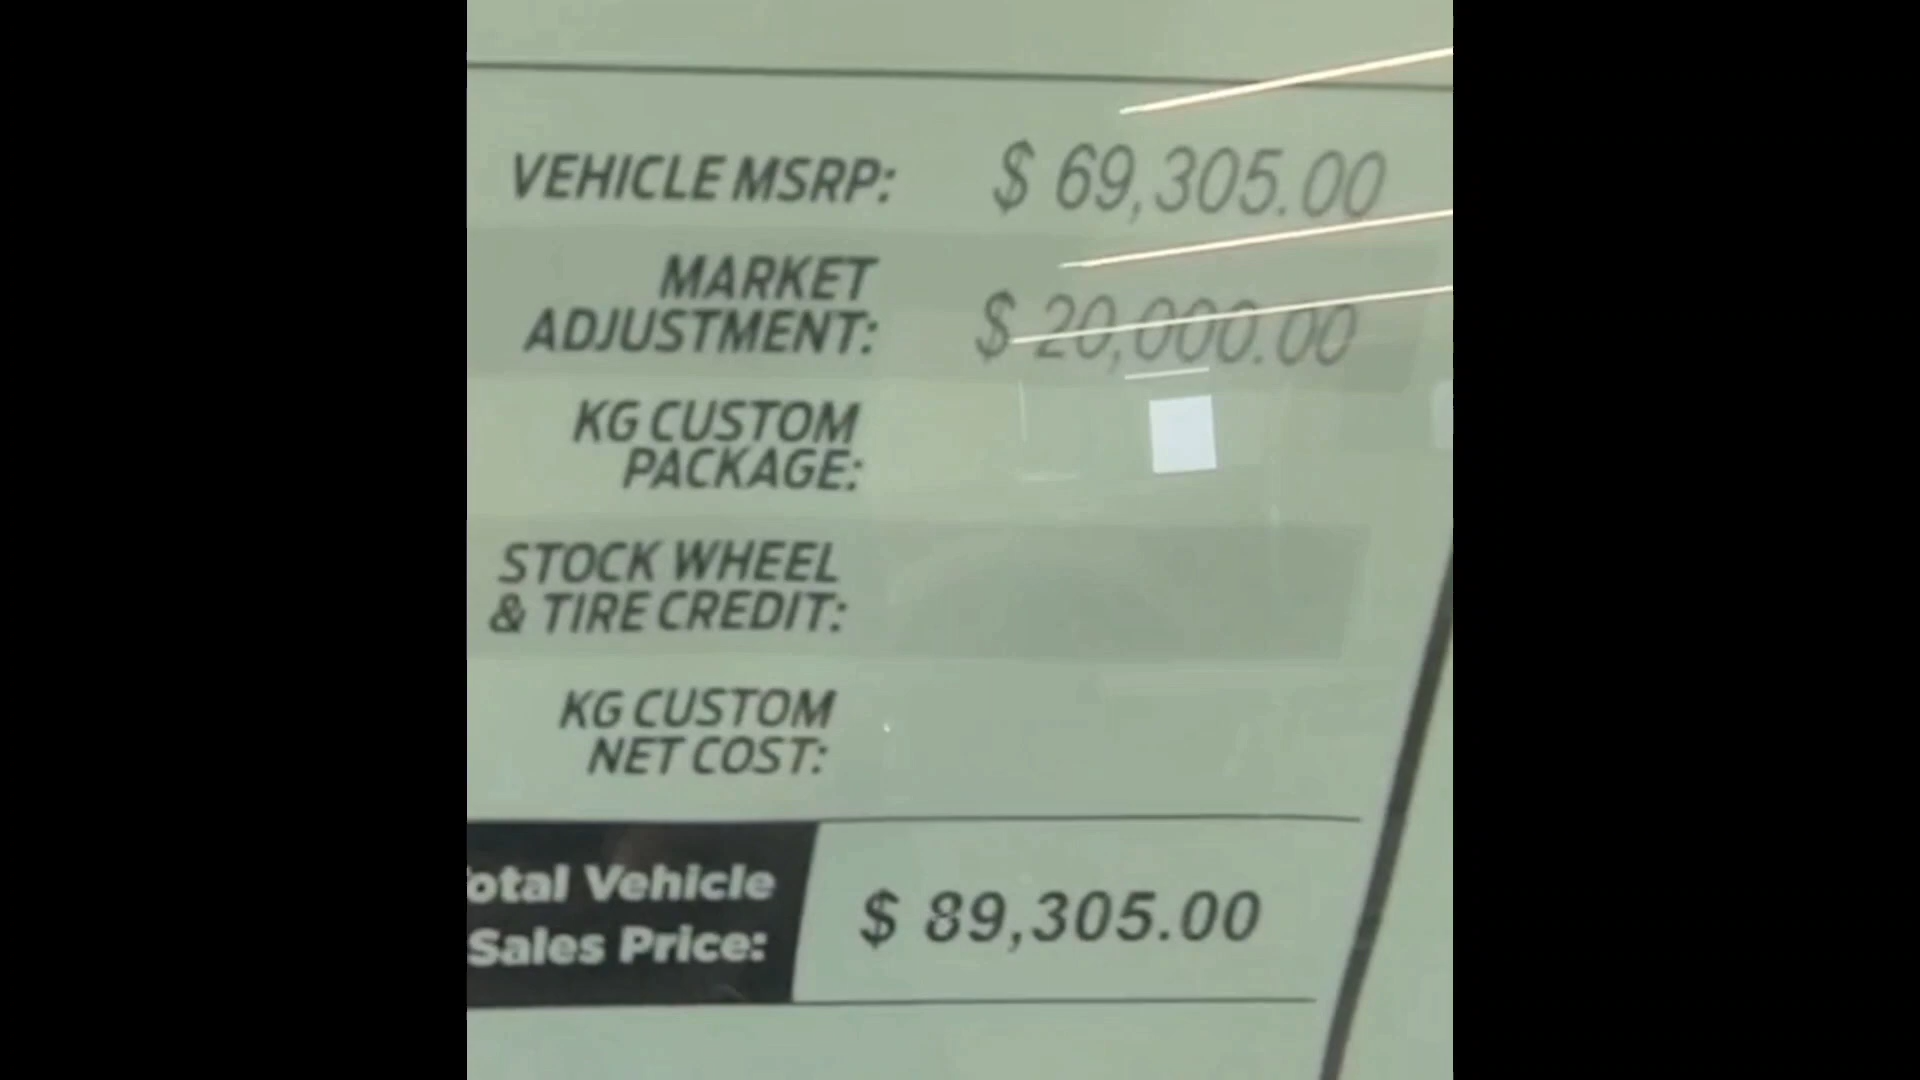 VEHICLE MSRP: $ 69,305.00
MARKET
ADJUSTMENT: $ 20,000.00
KG CUSTOM
PACKAGE:
STOCK WHEEL
& TIRE CREDIT:
KG CUSTOM
NET COST:
otal Vehicle
Sales Price: $ 89,305.00